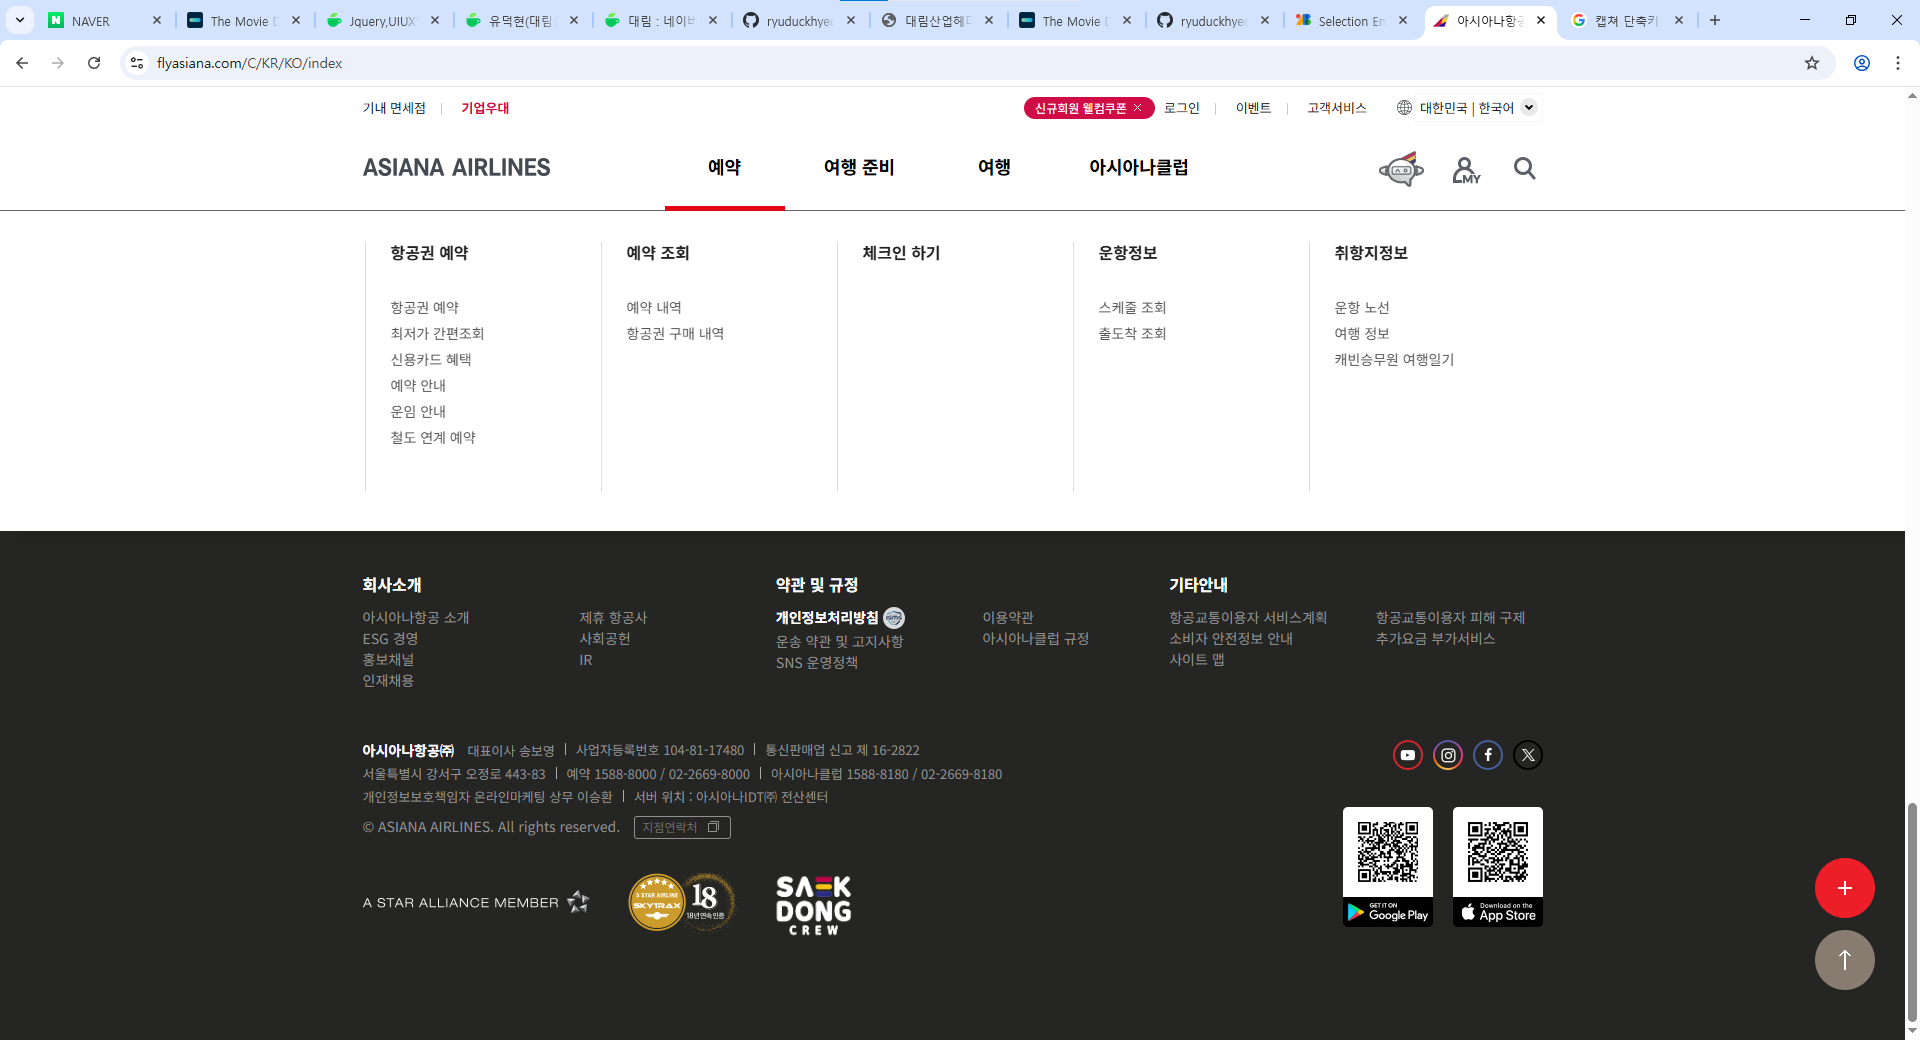 NAVER
The Movie D
Jquery,UIUX
유덕현(대림
대림 : 네이버
ryuduckhyec
대림산업헤더
The Movie D
ryuduckhyec
Selection En
아시아나항공
캡쳐 단축키
flyasiana.com/C/KR/KO/index
기내 면세점
기업우대
신규회원 웰컴쿠폰
로그인
이벤트
고객서비스
대한민국 | 한국어
ASIANA AIRLINES
예약
여행 준비
여행
아시아나클럽
MY
항공권 예약
항공권 예약
최저가 간편조회
신용카드 혜택
예약 안내
운임 안내
철도 연계 예약
예약 조회
예약 내역
항공권 구매 내역
체크인 하기
운항정보
스케줄 조회
출도착 조회
취항지정보
운항 노선
여행 정보
캐빈승무원 여행일기
회사소개
아시아나항공 소개
ESG 경영
홍보채널
인재채용
제휴 항공사
사회공헌
IR
약관 및 규정
개인정보처리방침
ISMS
운송 약관 및 고지사항
SNS 운영정책
이용약관
아시아나클럽 규정
기타안내
항공교통이용자 서비스계획
소비자 안전정보 안내
사이트 맵
항공교통이용자 피해 구제
추가요금 부가서비스
아시아나항공㈜ 대표이사 송보영 | 사업자등록번호 104-81-17480 | 통신판매업 신고 제 16-2822
서울특별시 강서구 오정로 443-83 | 예약 1588-8000 / 02-2669-8000 | 아시아나클럽 1588-8180 / 02-2669-8180
개인정보보호책임자 온라인마케팅 상무 이승환 | 서버 위치 : 아시아나IDT㈜ 전산센터
© ASIANA AIRLINES. All rights reserved.
지점연락처
A STAR ALLIANCE MEMBER
5 STAR AIRLINE
SKYTRAX
18
18년 연속 인증
SAEK
DONG
CREW
GET IT ON
Google Play
Download on the
App Store